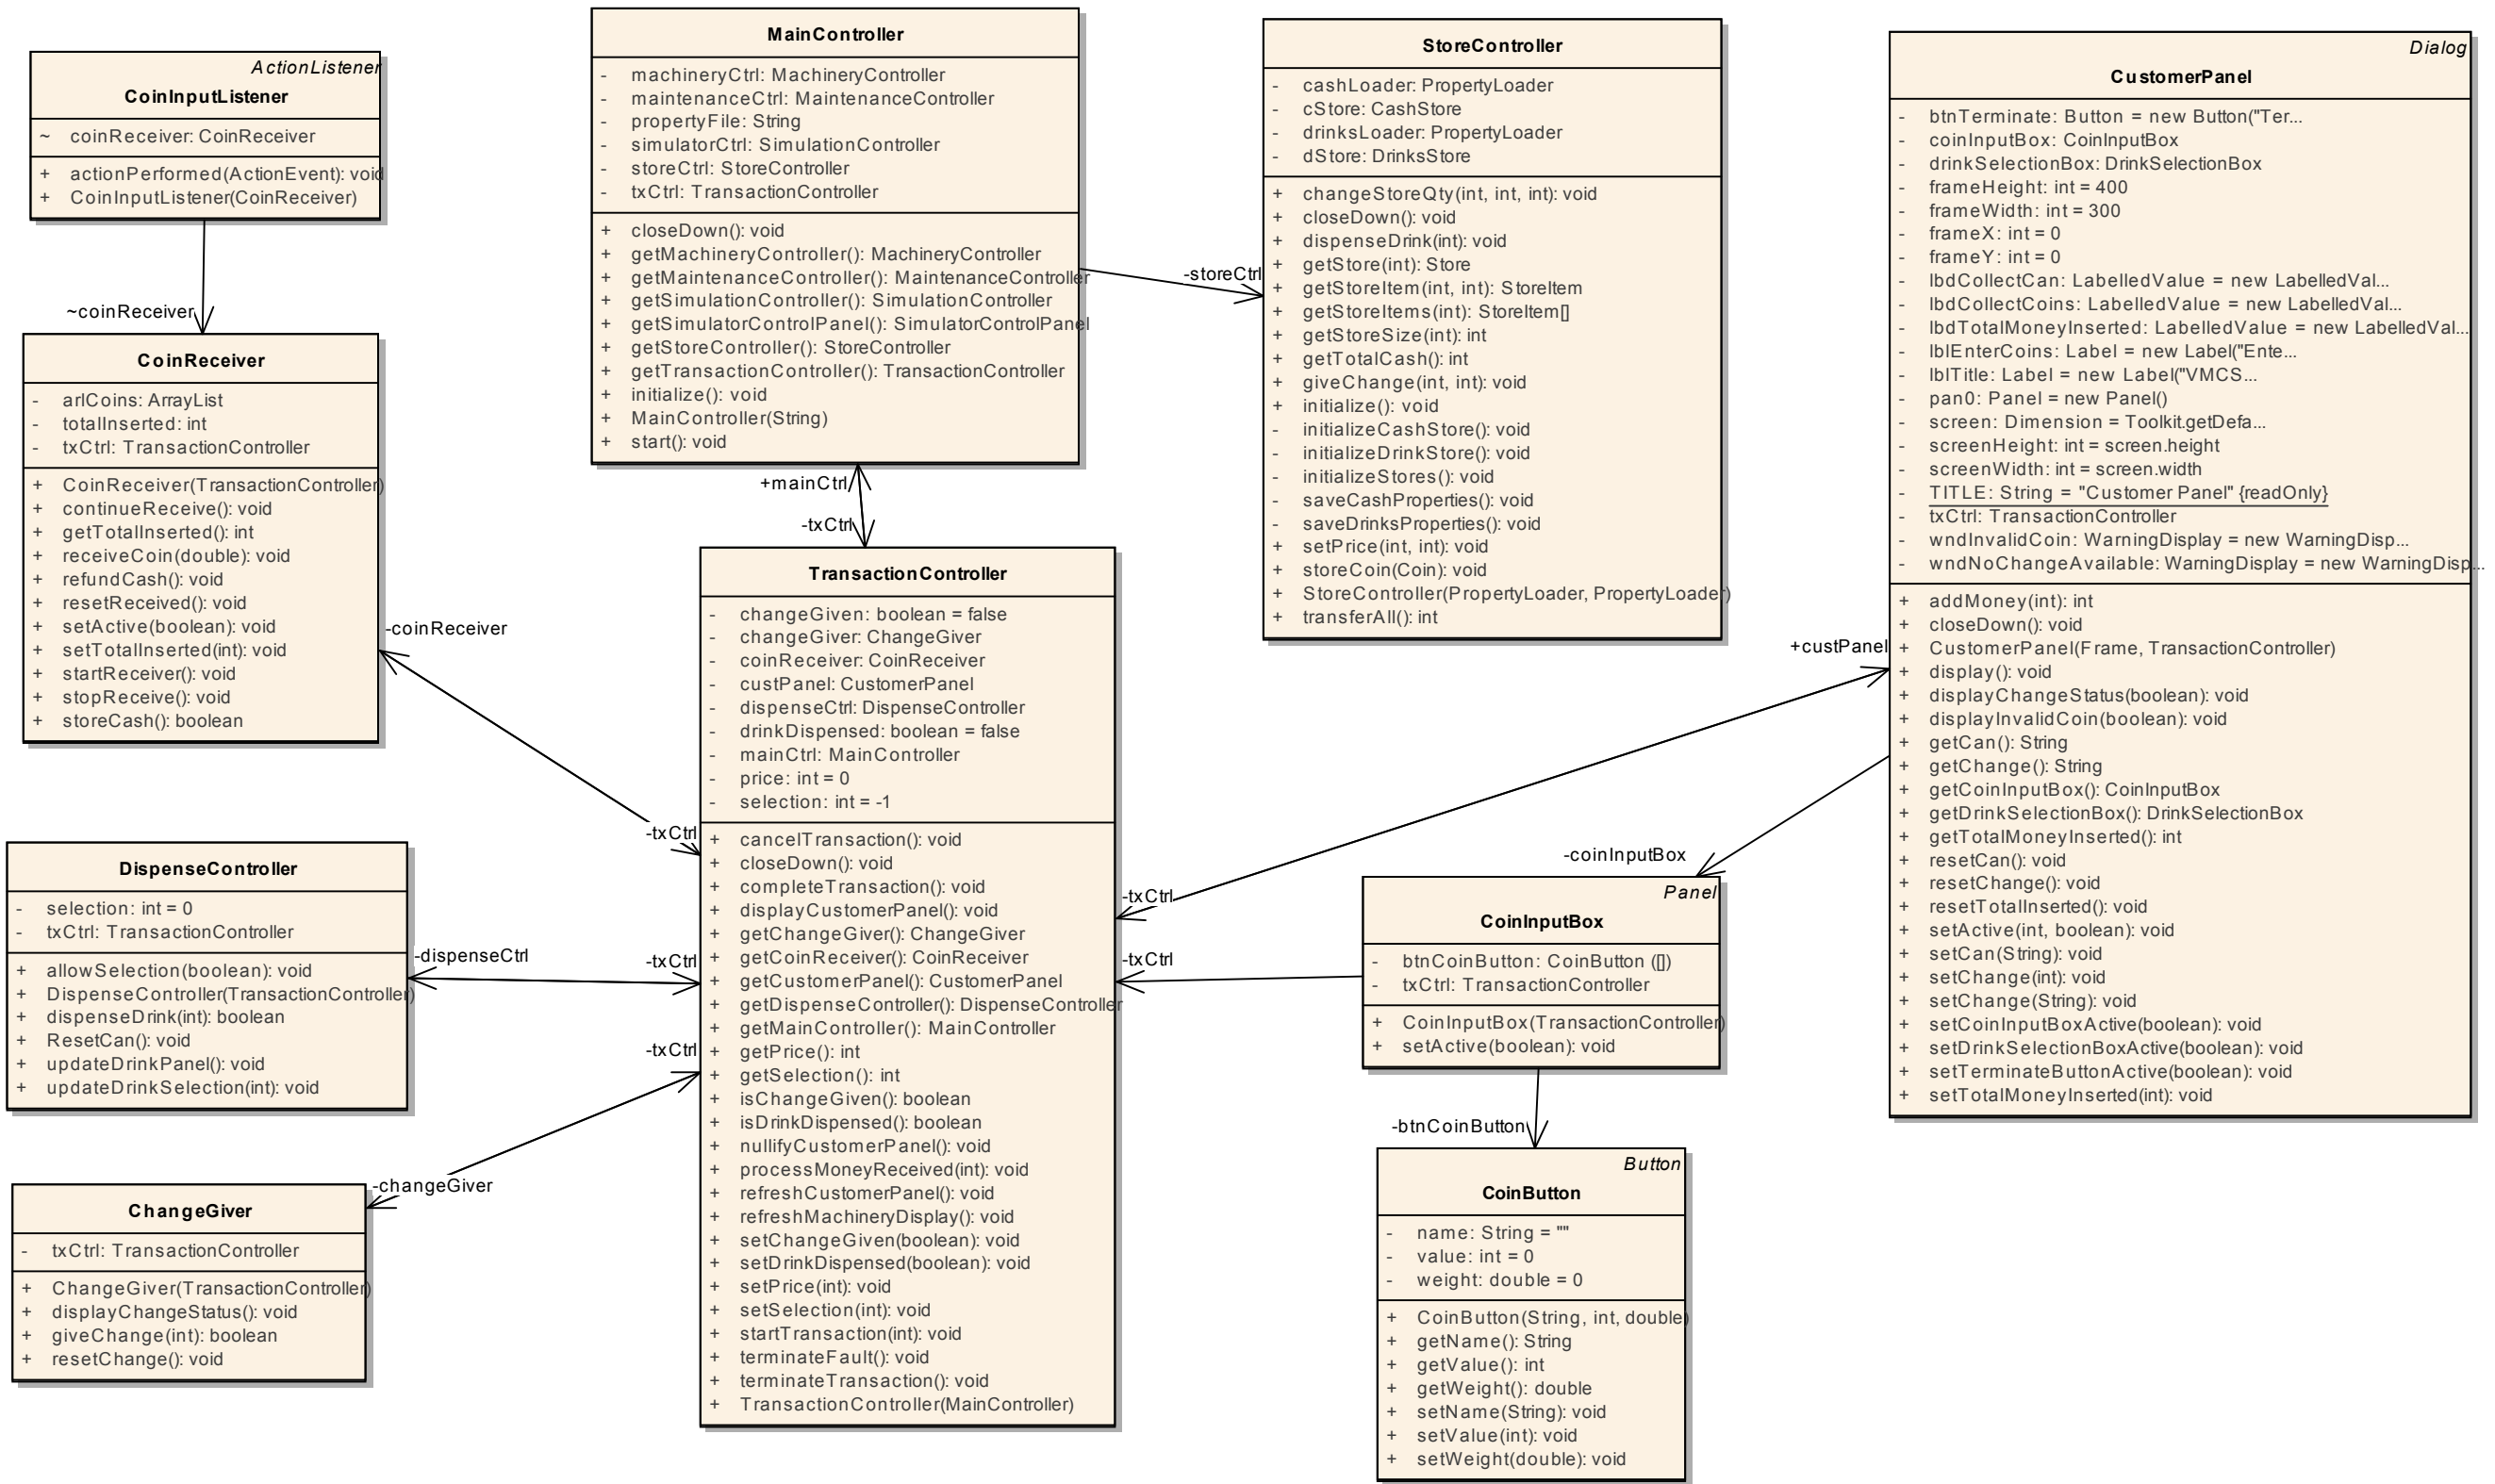 ActionListener
CoinInputListener
~ coinReceiver: CoinReceiver
+ actionPerformed(ActionEvent): void
+ CoinInputListener(CoinReceiver)
~coinReceiver
CoinReceiver
- arlCoins: ArrayList
- totalInserted: int
- txCtrl: TransactionController
+ CoinReceiver(TransactionController)
+ continueReceive(): void
+ getTotalInserted(): int
+ receiveCoin(double): void
+ refundCash(): void
+ resetReceived(): void
+ setActive(boolean): void
+ setTotalInserted(int): void
+ startReceiver(): void
+ stopReceive(): void
+ storeCash(): boolean
-coinReceiver
-txCtrl
DispenseController
- selection: int = 0
- txCtrl: TransactionController
+ allowSelection(boolean): void
+ DispenseController(TransactionController)
+ dispenseDrink(int): boolean
+ ResetCan(): void
+ updateDrinkPanel(): void
+ updateDrinkSelection(int): void
-dispenseCtrl
-txCtrl
ChangeGiver
- txCtrl: TransactionController
+ ChangeGiver(TransactionController)
+ displayChangeStatus(): void
+ giveChange(int): boolean
+ resetChange(): void
-changeGiver
-txCtrl
MainController
- machineryCtrl: MachineryController
- maintenanceCtrl: MaintenanceController
- propertyFile: String
- simulatorCtrl: SimulationController
- storeCtrl: StoreController
- txCtrl: TransactionController
+ closeDown(): void
+ getMachineryController(): MachineryController
+ getMaintenanceController(): MaintenanceController
+ getSimulationController(): SimulationController
+ getSimulatorControlPanel(): SimulatorControlPanel
+ getStoreController(): StoreController
+ getTransactionController(): TransactionController
+ initialize(): void
+ MainController(String)
+ start(): void
-storeCtrl
+mainCtrl
-txCtrl
TransactionController
- changeGiven: boolean = false
- changeGiver: ChangeGiver
- coinReceiver: CoinReceiver
- custPanel: CustomerPanel
- dispenseCtrl: DispenseController
- drinkDispensed: boolean = false
- mainCtrl: MainController
- price: int = 0
- selection: int = -1
+ cancelTransaction(): void
+ closeDown(): void
+ completeTransaction(): void
+ displayCustomerPanel(): void
+ getChangeGiver(): ChangeGiver
+ getCoinReceiver(): CoinReceiver
+ getCustomerPanel(): CustomerPanel
+ getDispenseController(): DispenseController
+ getMainController(): MainController
+ getPrice(): int
+ getSelection(): int
+ isChangeGiven(): boolean
+ isDrinkDispensed(): boolean
+ nullifyCustomerPanel(): void
+ processMoneyReceived(int): void
+ refreshCustomerPanel(): void
+ refreshMachineryDisplay(): void
+ setChangeGiven(boolean): void
+ setDrinkDispensed(boolean): void
+ setPrice(int): void
+ setSelection(int): void
+ startTransaction(int): void
+ terminateFault(): void
+ terminateTransaction(): void
+ TransactionController(MainController)
StoreController
- cashLoader: PropertyLoader
- cStore: CashStore
- drinksLoader: PropertyLoader
- dStore: DrinksStore
+ changeStoreQty(int, int, int): void
+ closeDown(): void
+ dispenseDrink(int): void
+ getStore(int): Store
+ getStoreItem(int, int): StoreItem
+ getStoreItems(int): StoreItem[]
+ getStoreSize(int): int
+ getTotalCash(): int
+ giveChange(int, int): void
+ initialize(): void
- initializeCashStore(): void
- initializeDrinkStore(): void
- initializeStores(): void
- saveCashProperties(): void
- saveDrinksProperties(): void
+ setPrice(int, int): void
+ storeCoin(Coin): void
+ StoreController(PropertyLoader, PropertyLoader)
+ transferAll(): int
+custPanel
-txCtrl
-coinInputBox
-txCtrl
Panel
CoinInputBox
- btnCoinButton: CoinButton ([])
- txCtrl: TransactionController
+ CoinInputBox(TransactionController)
+ setActive(boolean): void
-btnCoinButton
Button
CoinButton
- name: String = ""
- value: int = 0
- weight: double = 0
+ CoinButton(String, int, double)
+ getName(): String
+ getValue(): int
+ getWeight(): double
+ setName(String): void
+ setValue(int): void
+ setWeight(double): void
Dialog
CustomerPanel
- btnTerminate: Button = new Button("Ter...
- coinInputBox: CoinInputBox
- drinkSelectionBox: DrinkSelectionBox
- frameHeight: int = 400
- frameWidth: int = 300
- frameX: int = 0
- frameY: int = 0
- lbdCollectCan: LabelledValue = new LabelledVal...
- lbdCollectCoins: LabelledValue = new LabelledVal...
- lbdTotalMoneyInserted: LabelledValue = new LabelledVal...
- lblEnterCoins: Label = new Label("Ente...
- lblTitle: Label = new Label("VMCS...
- pan0: Panel = new Panel()
- screen: Dimension = Toolkit.getDefa...
- screenHeight: int = screen.height
- screenWidth: int = screen.width
- TITLE: String = "Customer Panel" {readOnly}
- txCtrl: TransactionController
- wndInvalidCoin: WarningDisplay = new WarningDisp...
- wndNoChangeAvailable: WarningDisplay = new WarningDisp...
+ addMoney(int): int
+ closeDown(): void
+ CustomerPanel(Frame, TransactionController)
+ display(): void
+ displayChangeStatus(boolean): void
+ displayInvalidCoin(boolean): void
+ getCan(): String
+ getChange(): String
+ getCoinInputBox(): CoinInputBox
+ getDrinkSelectionBox(): DrinkSelectionBox
+ getTotalMoneyInserted(): int
+ resetCan(): void
+ resetChange(): void
+ resetTotalInserted(): void
+ setActive(int, boolean): void
+ setCan(String): void
+ setChange(int): void
+ setChange(String): void
+ setCoinInputBoxActive(boolean): void
+ setDrinkSelectionBoxActive(boolean): void
+ setTerminateButtonActive(boolean): void
+ setTotalMoneyInserted(int): void